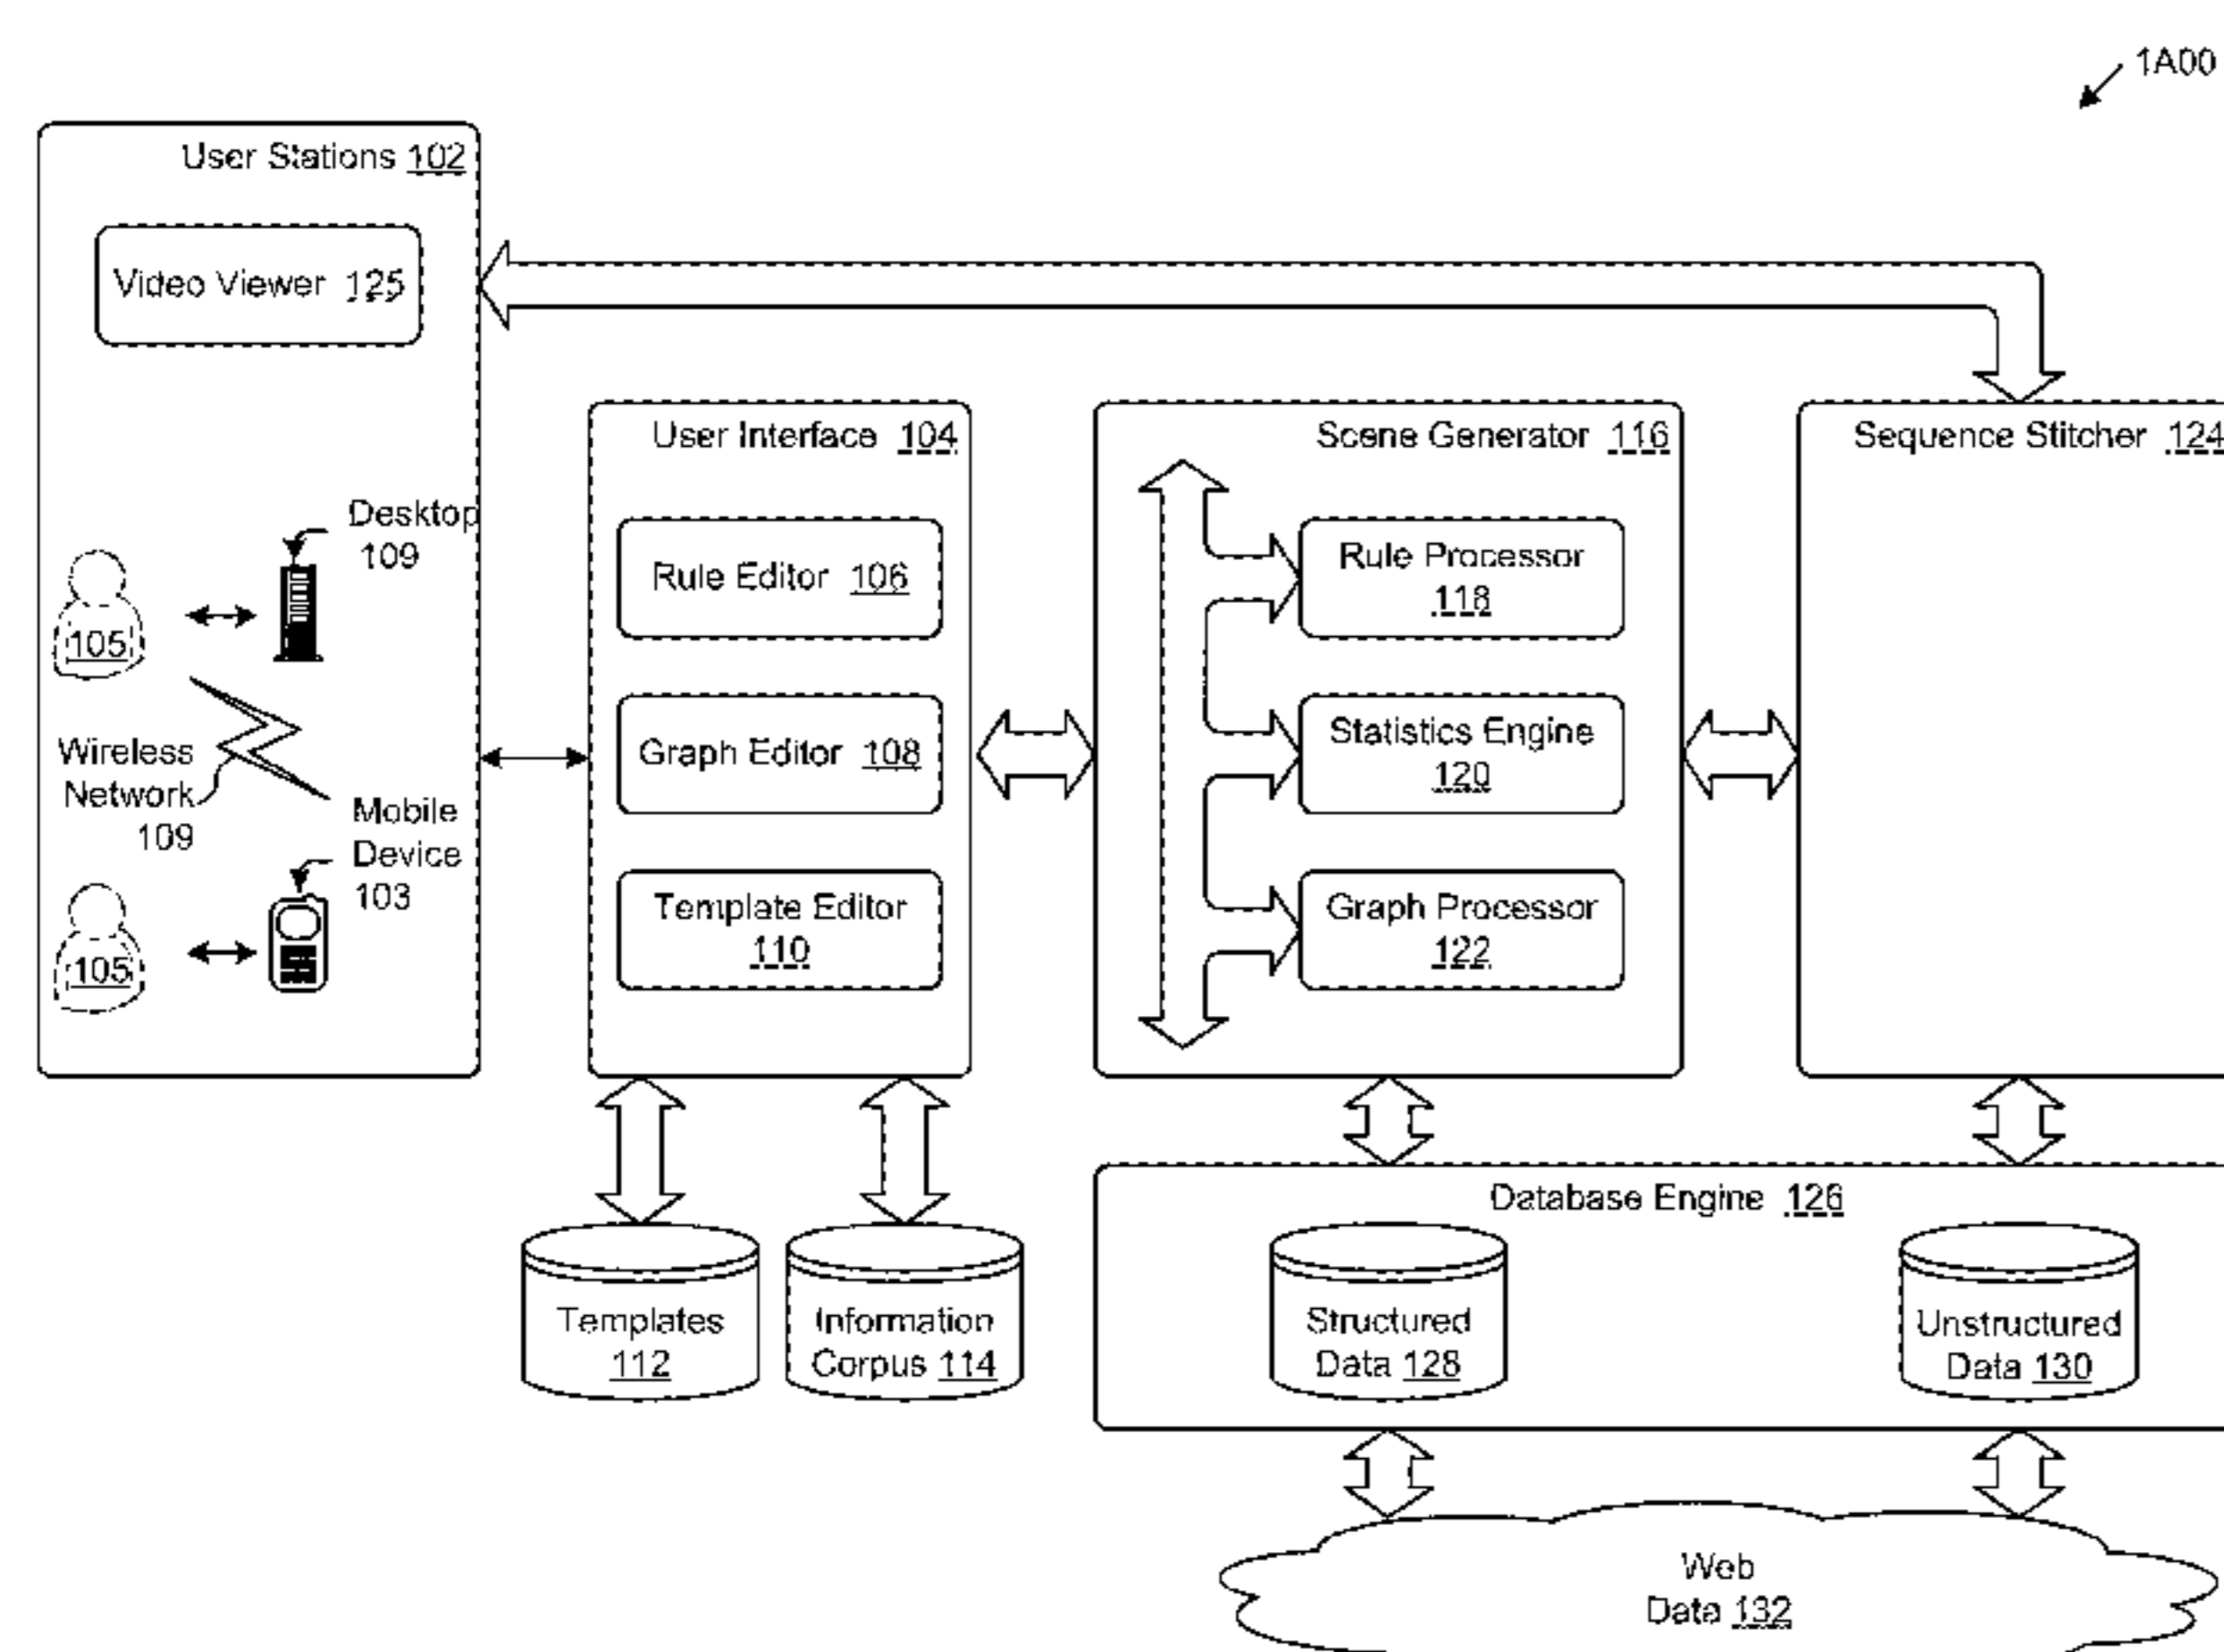 1A00
User Stations 102
Video Viewer 125
Desktop
109
105
Wireless
Network
109
Mobile
Device
103
105
User Interface 104
Rule Editor 106
Graph Editor 108
Template Editor
110
Scene Generator 116
Rule Processor
118
Statistics Engine
120
Graph Processor
122
Sequence Stitcher 124
Templates
112
Information
Corpus 114
Database Engine 126
Structured
Data 128
Unstructured
Data 130
Web
Data 132